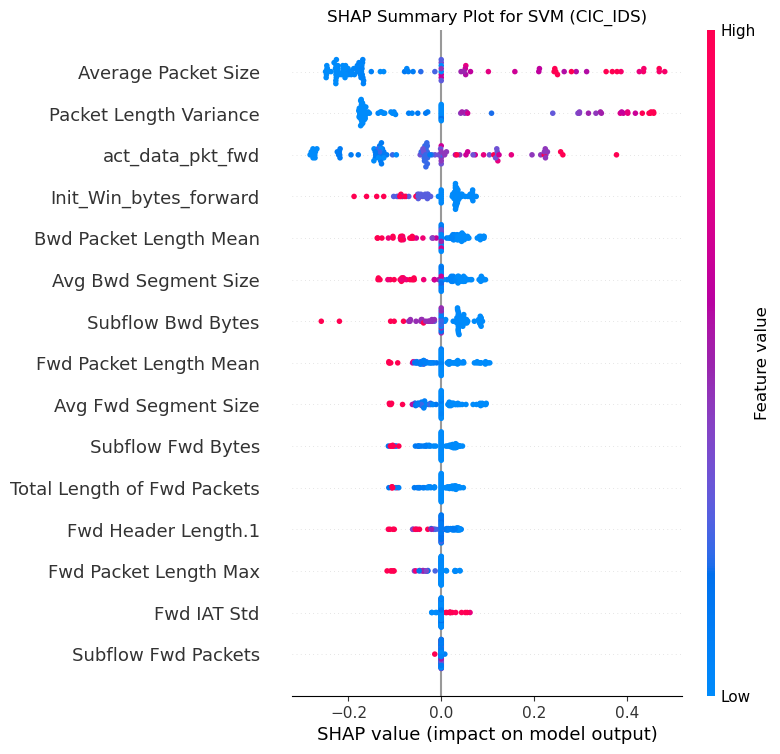 SHAP Summary Plot for SVM (CIC_IDS)
High
Average Packet Size
Packet Length Variance
act_data_pkt_fwd
Init_Win_bytes_forward
Bwd Packet Length Mean
Avg Bwd Segment Size
Subflow Bwd Bytes
Fwd Packet Length Mean
Avg Fwd Segment Size
Subflow Fwd Bytes
Total Length of Fwd Packets
Fwd Header Length.1
Fwd Packet Length Max
Fwd IAT Std
Subflow Fwd Packets
Feature value
Low
−0.2 0.0 0.2 0.4
SHAP value (impact on model output)